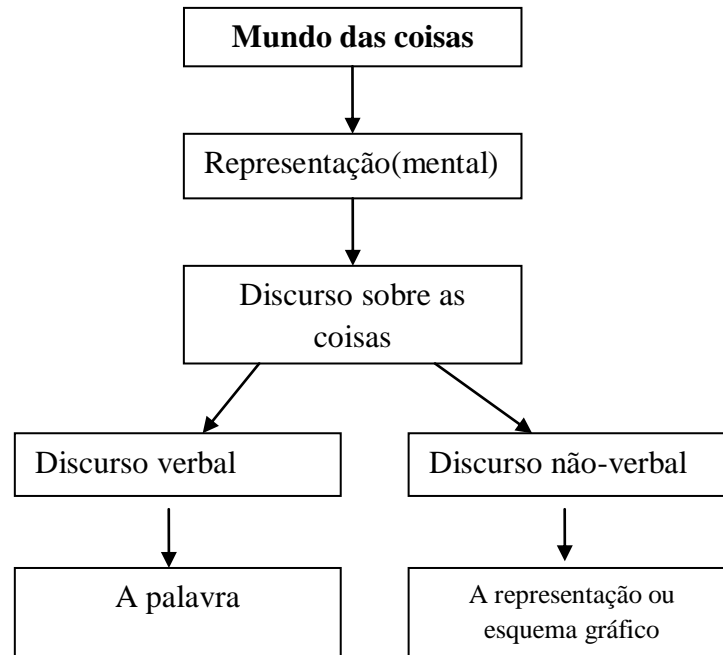 Mundo das coisas
Representação(mental)
Discurso sobre as
coisas
Discurso verbal
Discurso não-verbal
A palavra
A representação ou
esquema gráfico